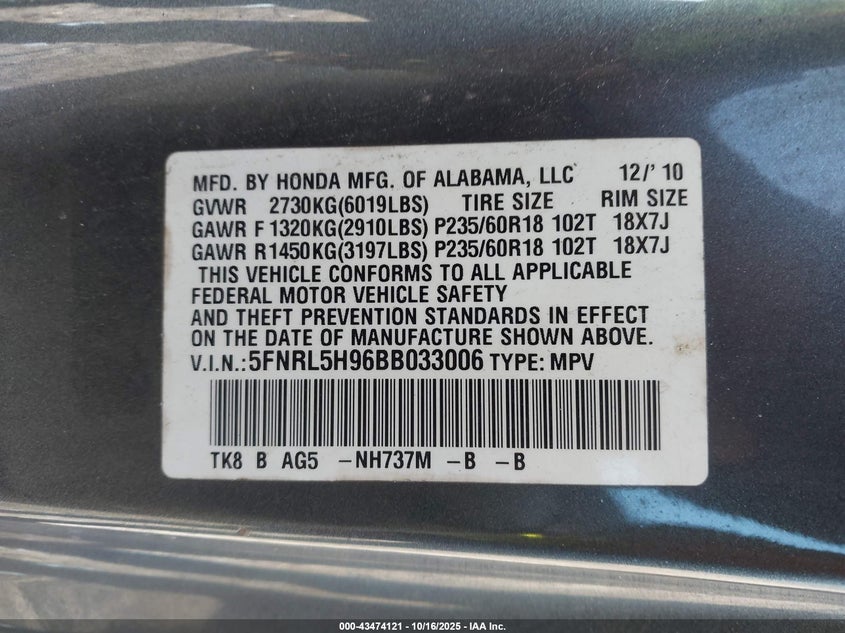 MFD. BY HONDA MFG. OF ALABAMA, LLC 12/'10
GVWR 2730KG(6019LBS) TIRE SIZE RIM SIZE
GAWR F 1320KG(2910LBS) P235/60R18 102T 18X7J
GAWR R1450KG(3197LBS) P235/60R18 102T 18X7J
THIS VEHICLE CONFORMS TO ALL APPLICABLE
FEDERAL MOTOR VEHICLE SAFETY
AND THEFT PREVENTION STANDARDS IN EFFECT
ON THE DATE OF MANUFACTURE SHOWN ABOVE.
V.I.N.:5FNRL5H96BB033006 TYPE: MPV
TK8 B AG5 -NH737M -B -B
000-43474121 - 10/16/2025 - IAA Inc.